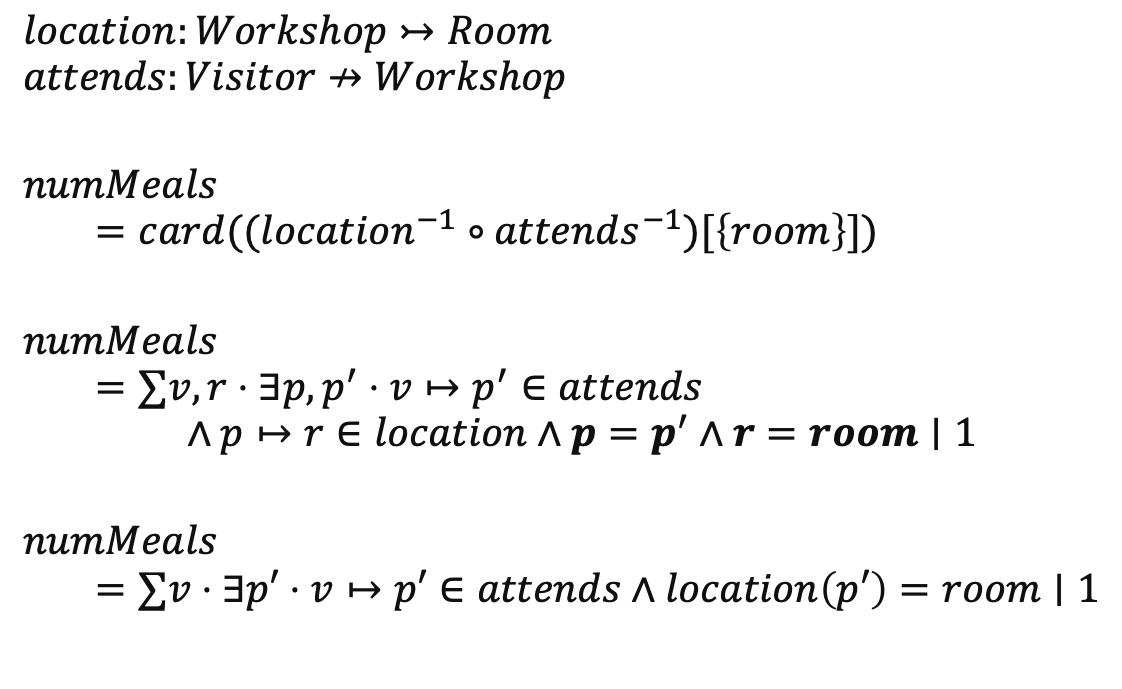 location: Workshop ↣ Room
attends: Visitor ⇸ Workshop
numMeals
= card((location⁻¹ ∘ attends⁻¹)[{room}])
numMeals
= ∑v, r · ∃p, p′ · v ↦ p′ ∈ attends
∧ p ↦ r ∈ location ∧ p = p′ ∧ r = room | 1
numMeals
= ∑v · ∃p′ · v ↦ p′ ∈ attends ∧ location(p′) = room | 1